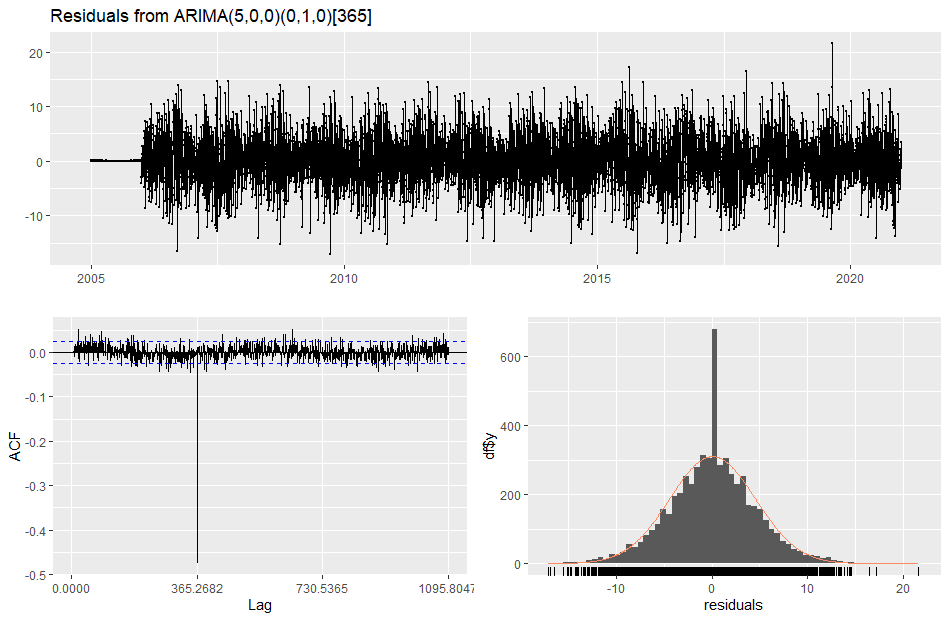 Residuals from ARIMA(5,0,0)(0,1,0)[365]
20
10
0
-10
2005 2010 2015 2020
ACF
0.0
-0.1
-0.2
-0.3
-0.4
-0.5
0.0000 365.2682 730.5365 1095.8047
Lag
df$y
600
400
200
0
-10 0 10 20
residuals